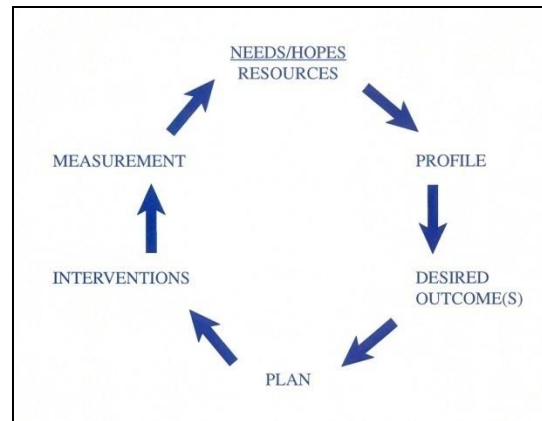 NEEDS/HOPES
RESOURCES
PROFILE
DESIRED
OUTCOME(S)
PLAN
INTERVENTIONS
MEASUREMENT